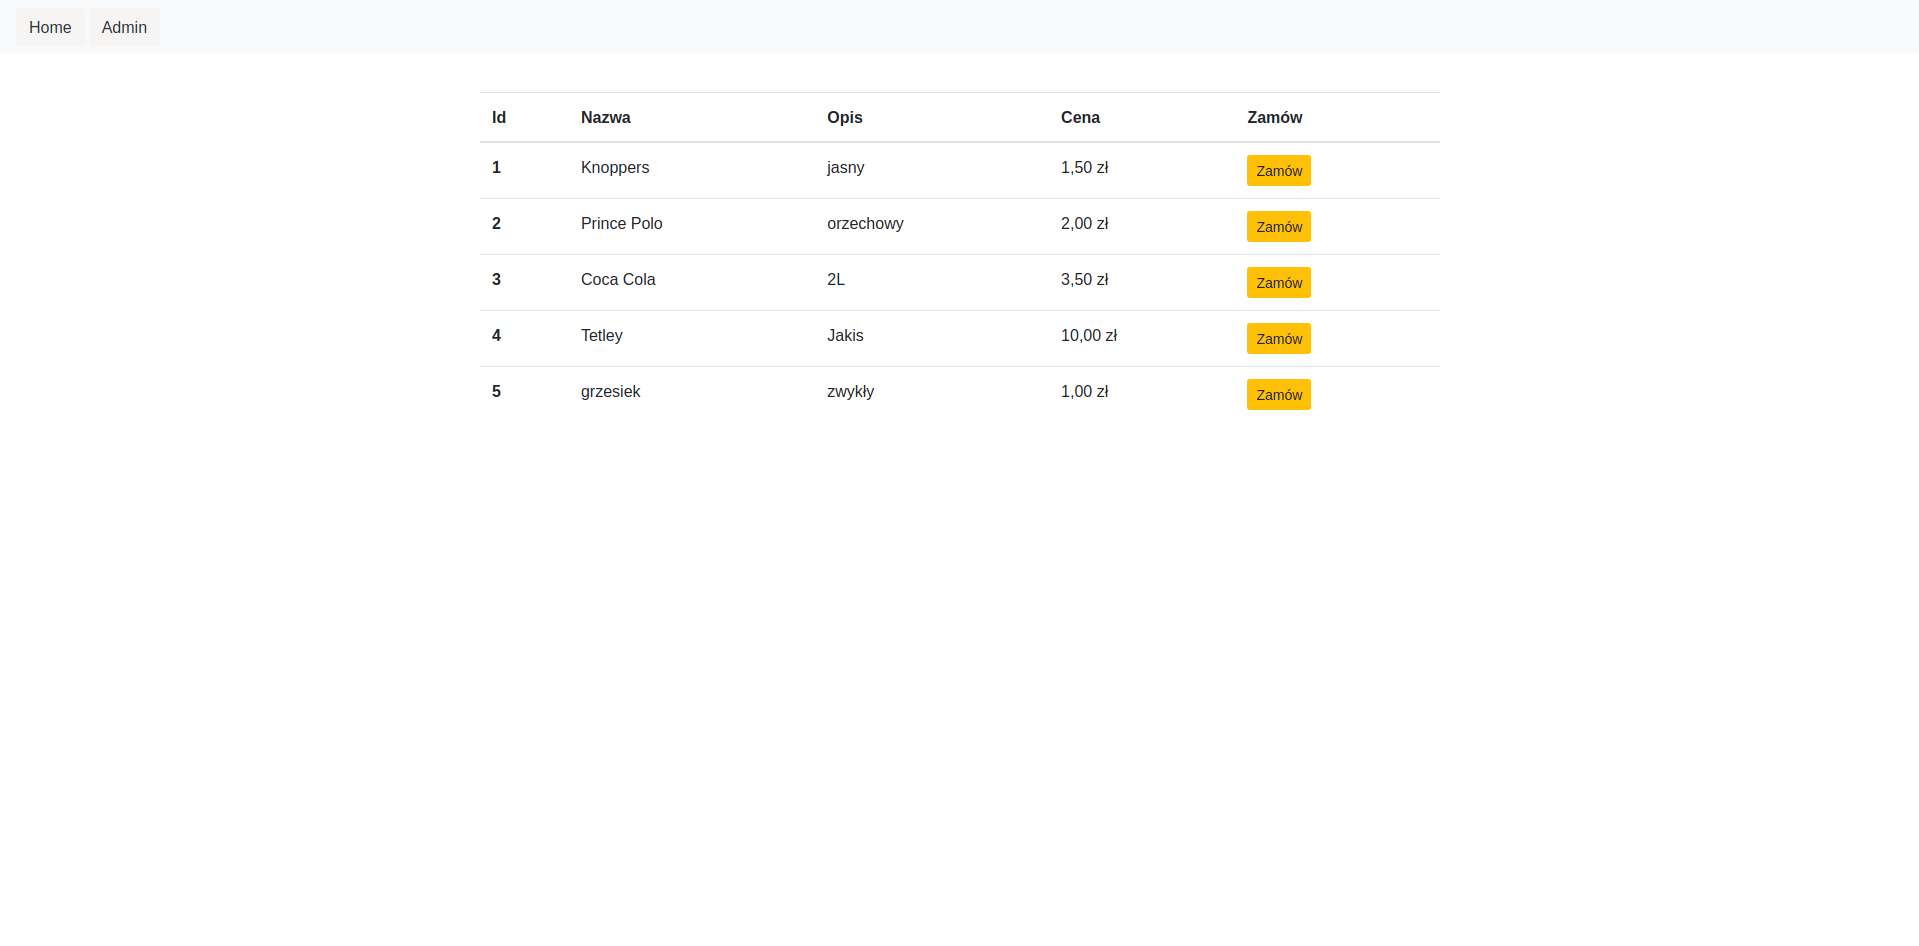 Home Admin
Id Nazwa Opis Cena Zamów
1 Knoppers jasny 1,50 zł Zamów
2 Prince Polo orzechowy 2,00 zł Zamów
3 Coca Cola 2L 3,50 zł Zamów
4 Tetley Jakis 10,00 zł Zamów
5 grzesiek zwykły 1,00 zł Zamów